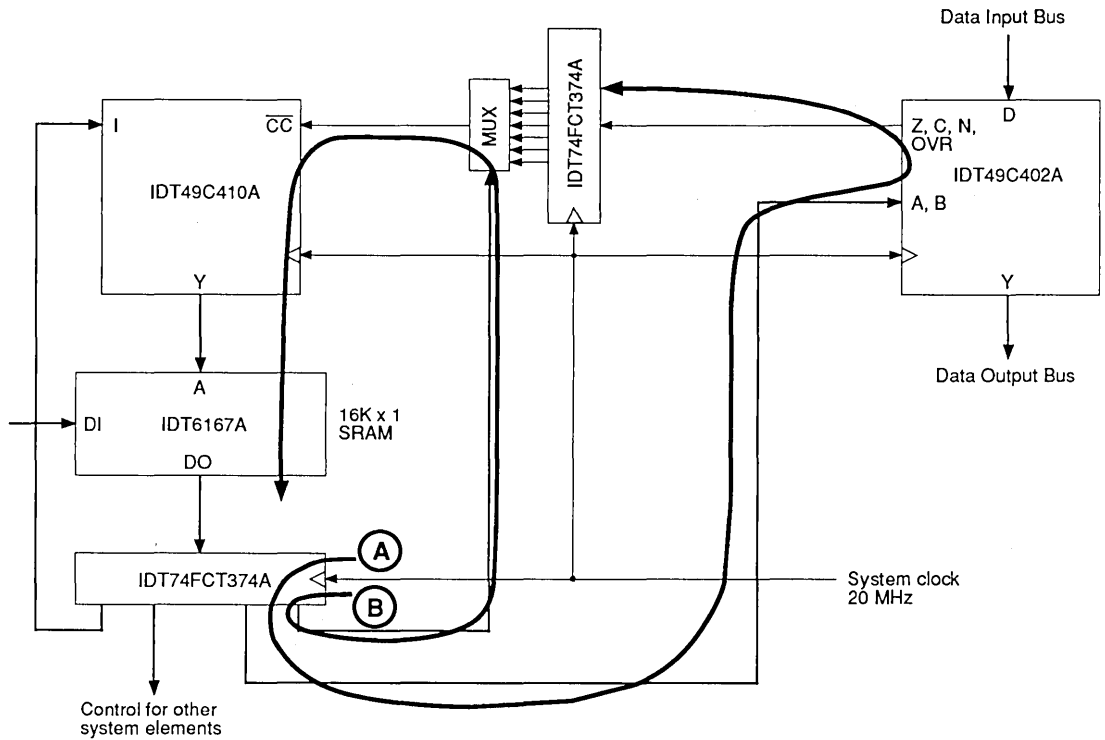 Data Input Bus
I
CC
IDT49C410A
Y
MUX
IDT74FCT374A
D
Z, C, N,
OVR
IDT49C402A
A, B
Y
Data Output Bus
A
DI
IDT6167A
DO
16K x 1
SRAM
A
B
IDT74FCT374A
System clock
20 MHz
Control for other
system elements